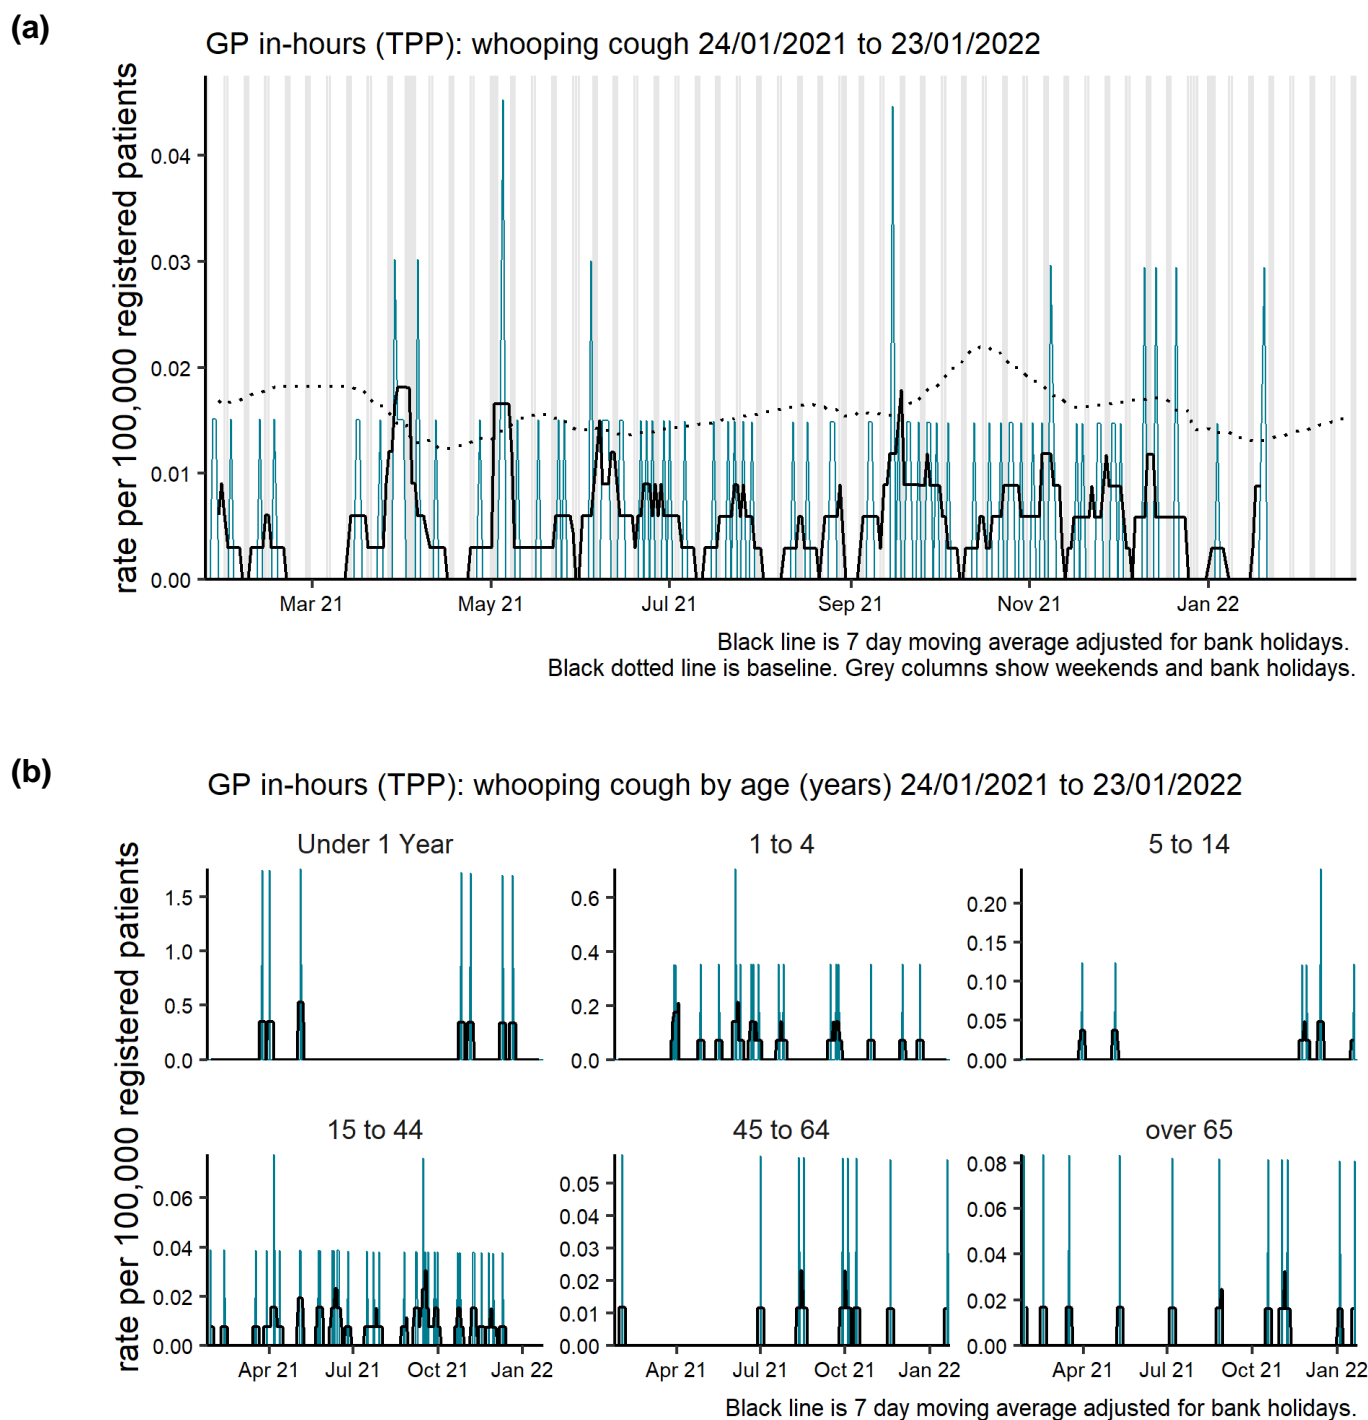 (a)
GP in-hours (TPP): whooping cough 24/01/2021 to 23/01/2022
rate per 100,000 registered patients
0.04
0.03
0.02
0.01
0.00
Mar 21 May 21 Jul 21 Sep 21 Nov 21 Jan 22
Black line is 7 day moving average adjusted for bank holidays.
Black dotted line is baseline. Grey columns show weekends and bank holidays.
(b)
GP in-hours (TPP): whooping cough by age (years) 24/01/2021 to 23/01/2022
rate per 100,000 registered patients
Under 1 Year
1.5
1.0
0.5
0.0
1 to 4
0.6
0.4
0.2
0.0
5 to 14
0.20
0.15
0.10
0.05
0.00
15 to 44
0.06
0.04
0.02
0.00
Apr 21 Jul 21 Oct 21 Jan 22
45 to 64
0.05
0.04
0.03
0.02
0.01
0.00
Apr 21 Jul 21 Oct 21 Jan 22
over 65
0.08
0.06
0.04
0.02
0.00
Apr 21 Jul 21 Oct 21 Jan 22
Black line is 7 day moving average adjusted for bank holidays.